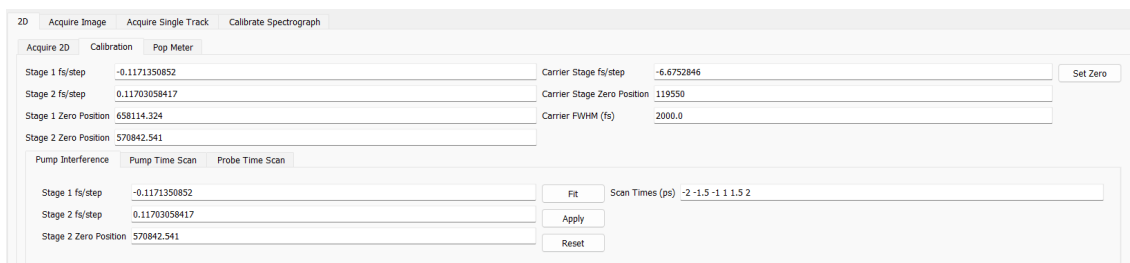 2D Acquire Image Acquire Single Track Calibrate Spectrograph
Acquire 2D Calibration Pop Meter
Stage 1 fs/step -0.1171350852 Carrier Stage fs/step -6.6752846 Set Zero
Stage 2 fs/step 0.11703058417 Carrier Stage Zero Position 119550
Stage 1 Zero Position 658114.324 Carrier FWHM (fs) 2000.0
Stage 2 Zero Position 570842.541
Pump Interference Pump Time Scan Probe Time Scan
Stage 1 fs/step -0.1171350852 Fit Scan Times (ps) -2 -1.5 -1 1 1.5 2
Stage 2 fs/step 0.11703058417 Apply
Stage 2 Zero Position 570842.541
Reset